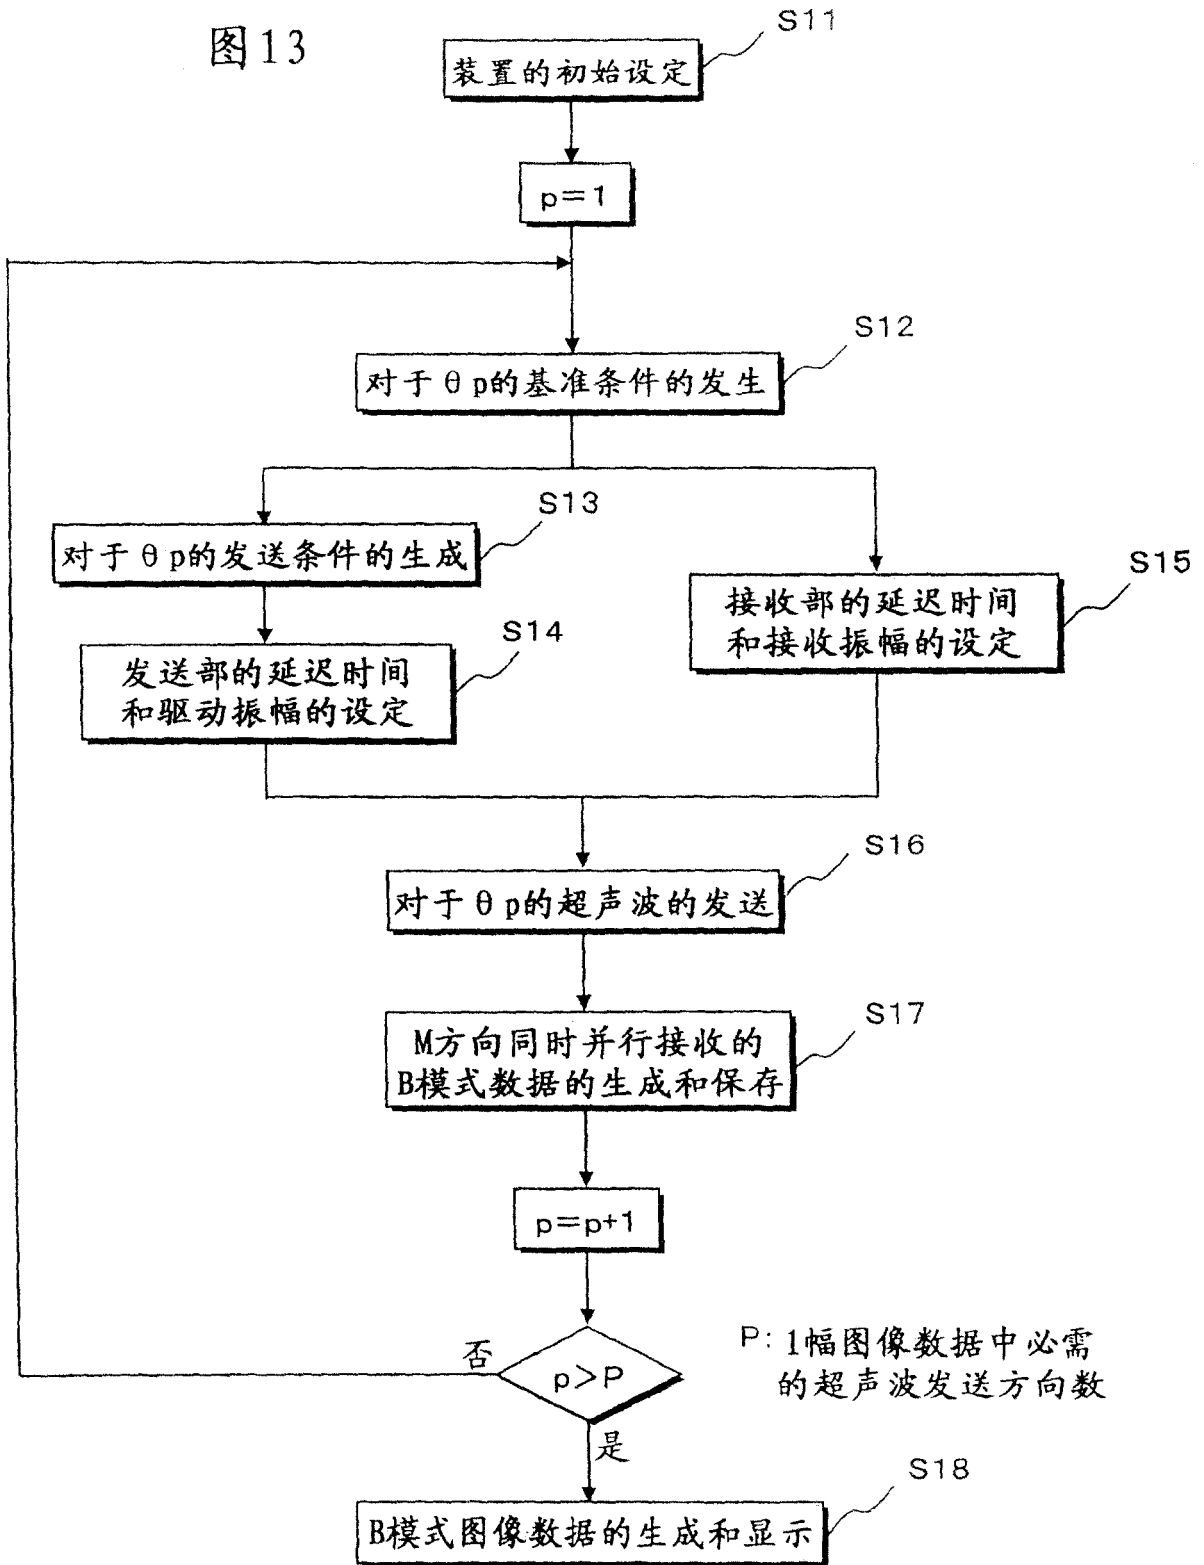 图13
S11
装置的初始设定
p=1
S12
对于θp的基准条件的发生
S13
对于θp的发送条件的生成
S15
接收部的延迟时间
和接收振幅的设定
S14
发送部的延迟时间
和驱动振幅的设定
S16
对于θp的超声波的发送
S17
M方向同时并行接收的
B模式数据的生成和保存
p=p+1
否
p>P
P: 1幅图像数据中必需
的超声波发送方向数
是
S18
B模式图像数据的生成和显示